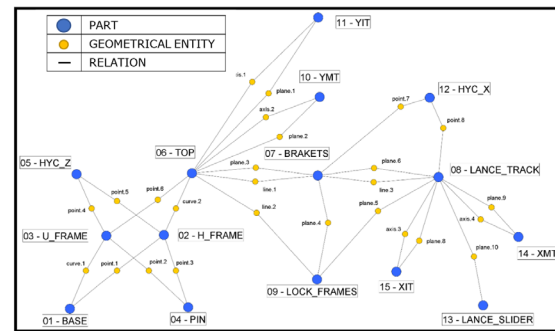 PART
GEOMETRICAL ENTITY
RELATION
11 - YIT
10 - YMT
12 - HYC_X
05 - HYC_Z
06 - TOP
07 - BRAKETS
08 - LANCE_TRACK
03 - U_FRAME
02 - H_FRAME
09 - LOCK_FRAMES
15 - XIT
14 - XMT
01 - BASE
04 - PIN
13 - LANCE_SLIDER
plane.1
axis.2
plane.2
point.7
point.8
plane.3
line.1
line.2
plane.6
line.3
plane.4
plane.5
point.5
point.6
point.4
curve.2
curve.1
point.1
point.2
point.3
axis.3
plane.8
plane.9
axis.4
plane.10